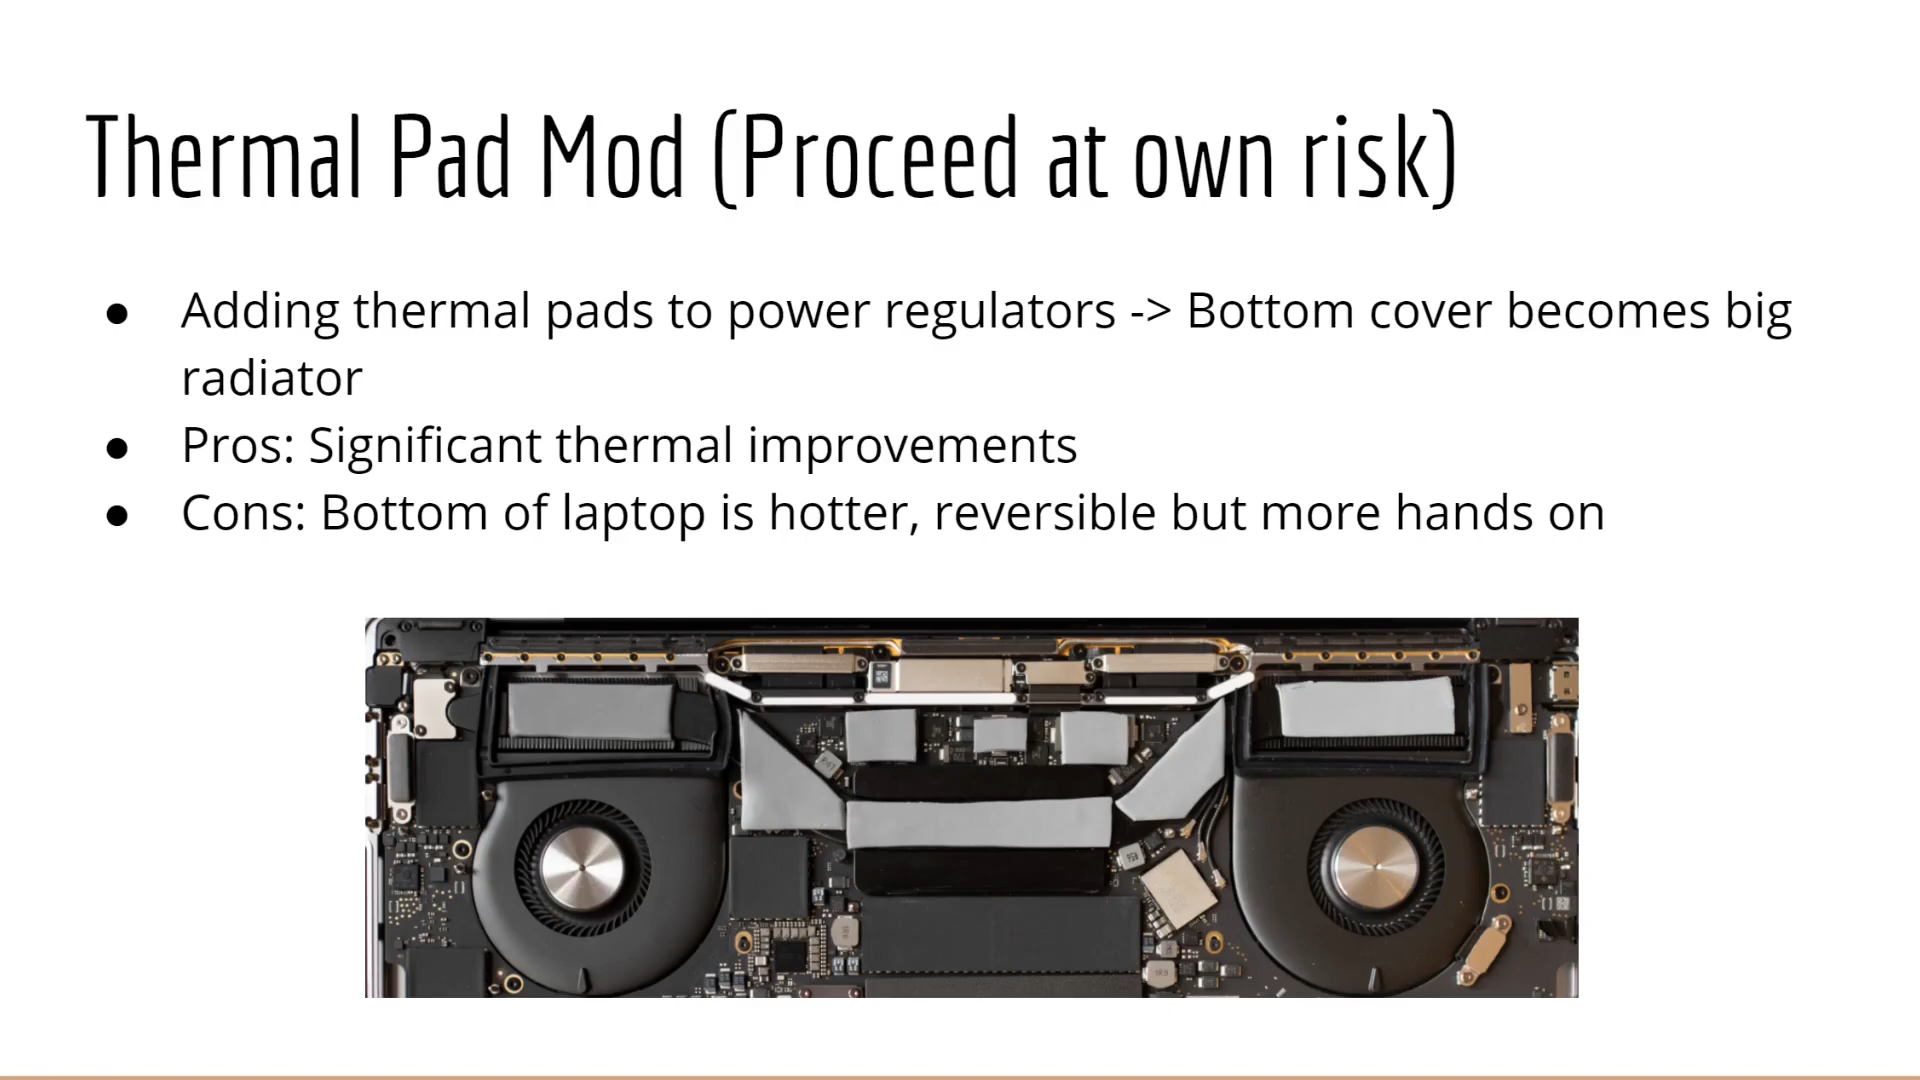 Thermal Pad Mod (Proceed at own risk)
● Adding thermal pads to power regulators -> Bottom cover becomes big
radiator
● Pros: Significant thermal improvements
● Cons: Bottom of laptop is hotter, reversible but more hands on